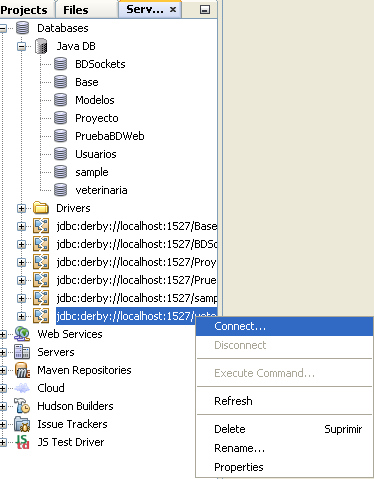 Projects Files Serv... x
Databases
Java DB
BDSockets
Base
Modelos
Proyecto
PruebaBDWeb
Usuarios
sample
veterinaria
Drivers
jdbc:derby://localhost:1527/Base
jdbc:derby://localhost:1527/BDSo
jdbc:derby://localhost:1527/Proy
jdbc:derby://localhost:1527/Prue
jdbc:derby://localhost:1527/samp
jdbc:derby://localhost:1527/vete
Connect...
Web Services
Disconnect
Servers
Maven Repositories
Execute Command...
Cloud
Hudson Builders
Refresh
Issue Trackers
Delete Suprimir
JS Test Driver
Rename...
Properties